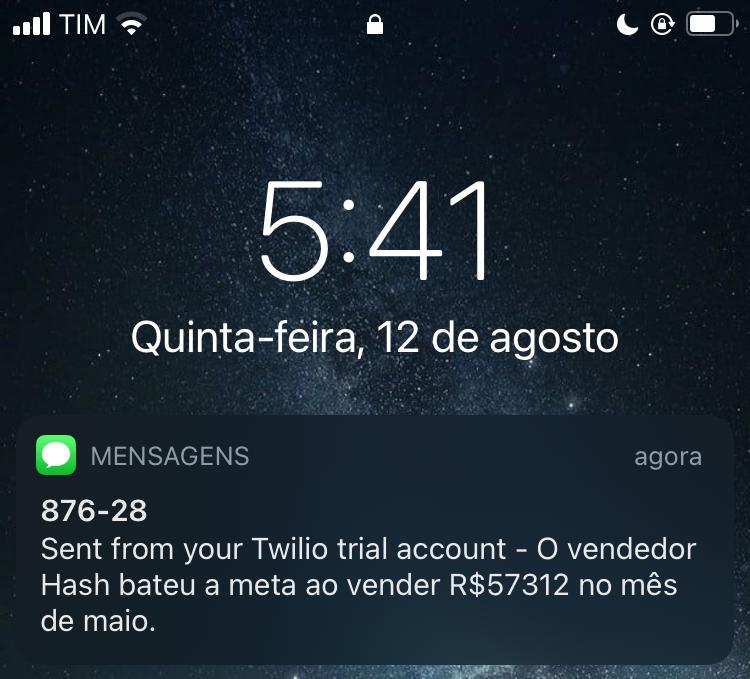 TIM
5:41
Quinta-feira, 12 de agosto
MENSAGENS agora
876-28
Sent from your Twilio trial account - O vendedor
Hash bateu a meta ao vender R$57312 no mês
de maio.